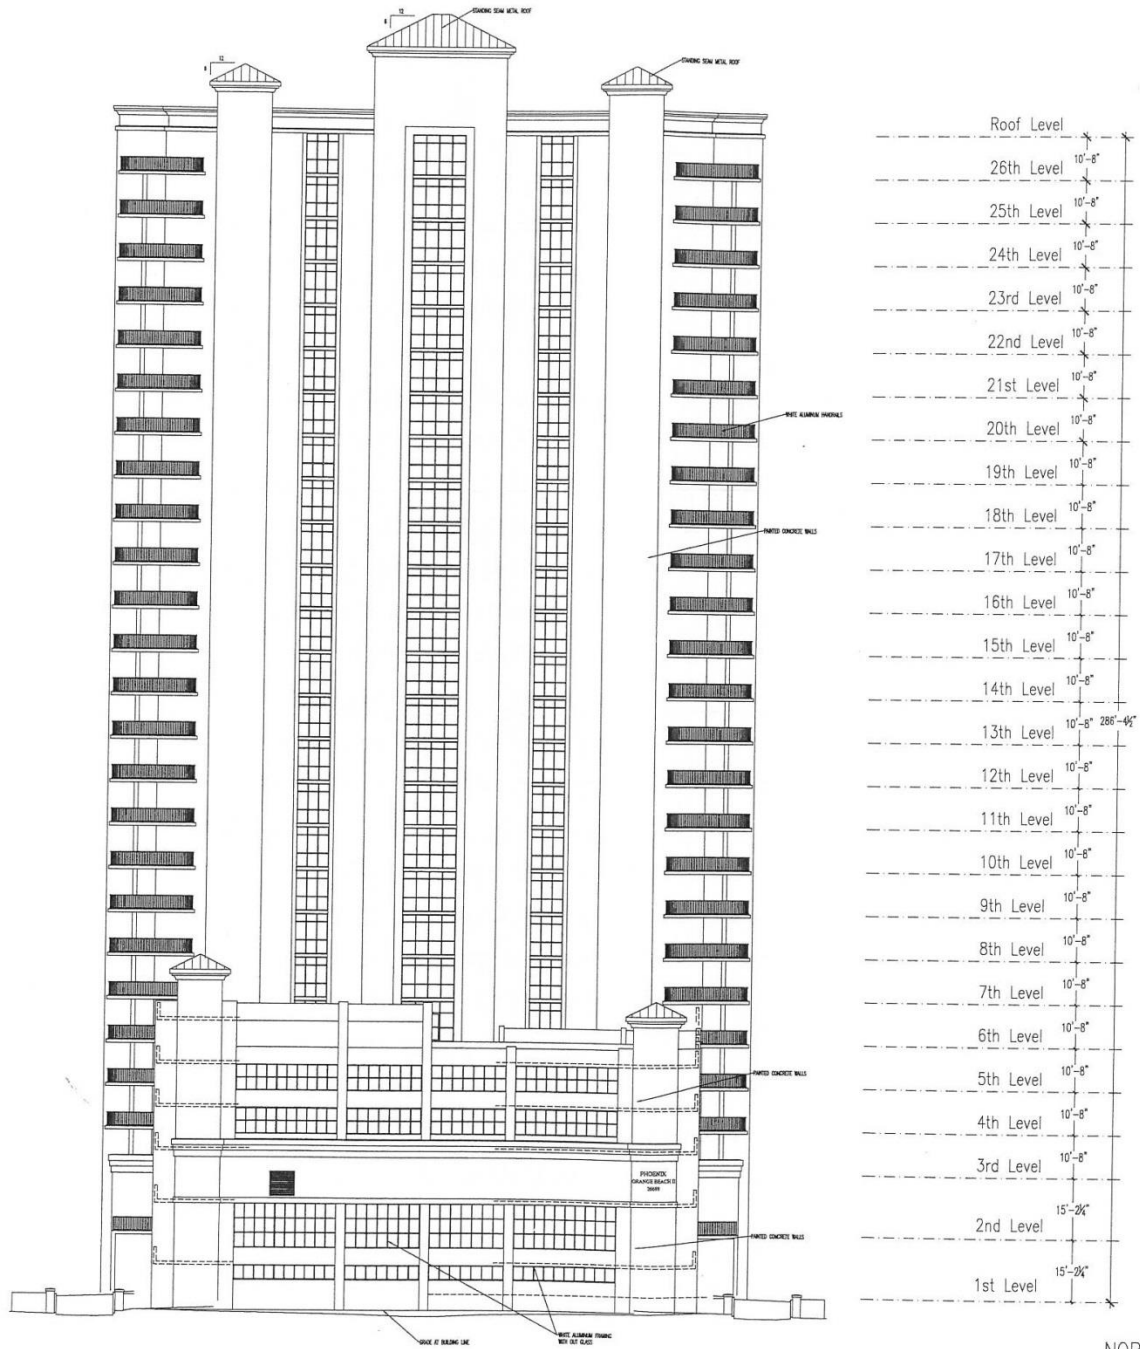 12
8
STANDING SEAM METAL ROOF
12
8
STANDING SEAM METAL ROOF
Roof Level
10'-8"
26th Level
10'-8"
25th Level
10'-8"
24th Level
10'-8"
23rd Level
10'-8"
22nd Level
10'-8"
21st Level
10'-8"
WHITE ALUMINUM HANDRAILS
20th Level
10'-8"
19th Level
10'-8"
18th Level
10'-8"
PAINTED CONCRETE WALLS
17th Level
10'-8"
16th Level
10'-8"
15th Level
10'-8"
14th Level
10'-8"
13th Level
10'-8"
286'-4½"
12th Level
10'-8"
11th Level
10'-8"
10th Level
10'-8"
9th Level
10'-8"
8th Level
10'-8"
7th Level
10'-8"
6th Level
10'-8"
5th Level
10'-8"
PAINTED CONCRETE WALLS
4th Level
10'-8"
3rd Level
10'-8"
PHOENIX
ORANGE BEACH II
2nd Level
15'-2¼"
PAINTED CONCRETE WALLS
1st Level
15'-2¼"
GRADE AT BUILDING LINE
WHITE ALUMINUM FRAMING
WITH OUT GLASS